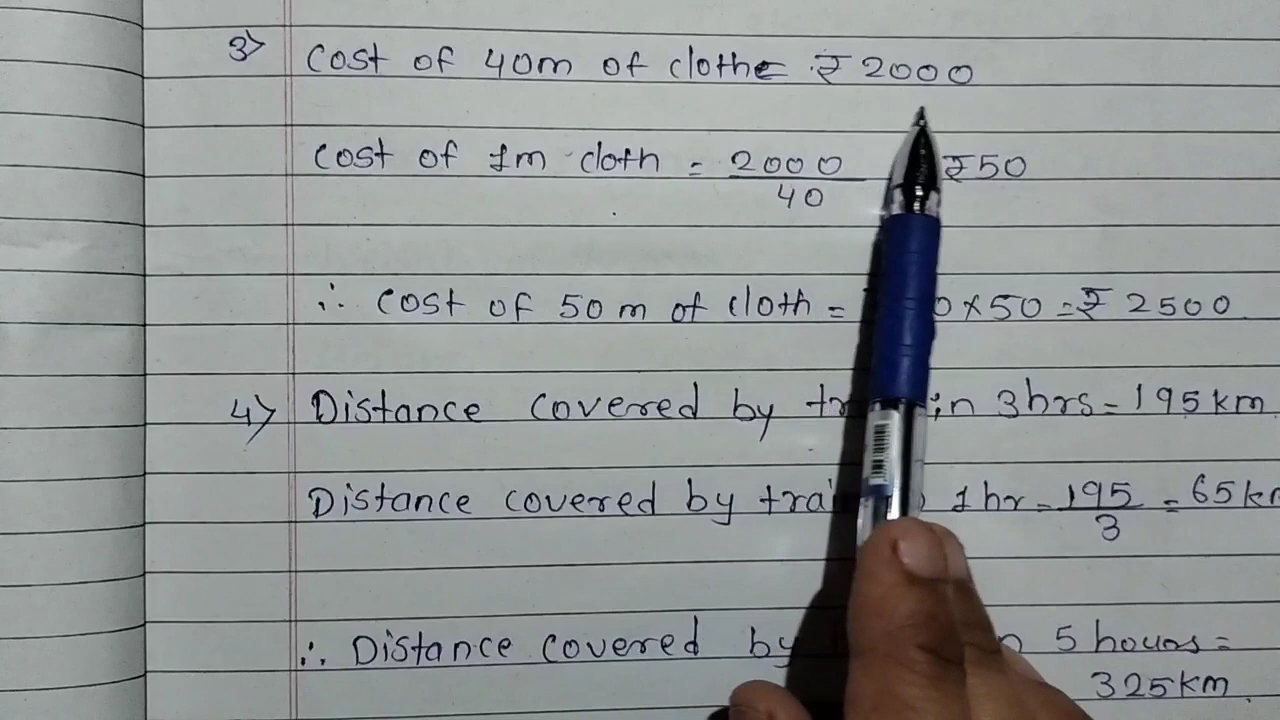 3) Cost of 40m of clothe ₹2000
Cost of 1m cloth = 2000/40 ₹50
∴ Cost of 50m of cloth = 0×50=₹2500
4) Distance covered by in 3hrs=195km
Distance covered by 1hr=195/3=65km
∴ Distance covered by 5 hours=
325km